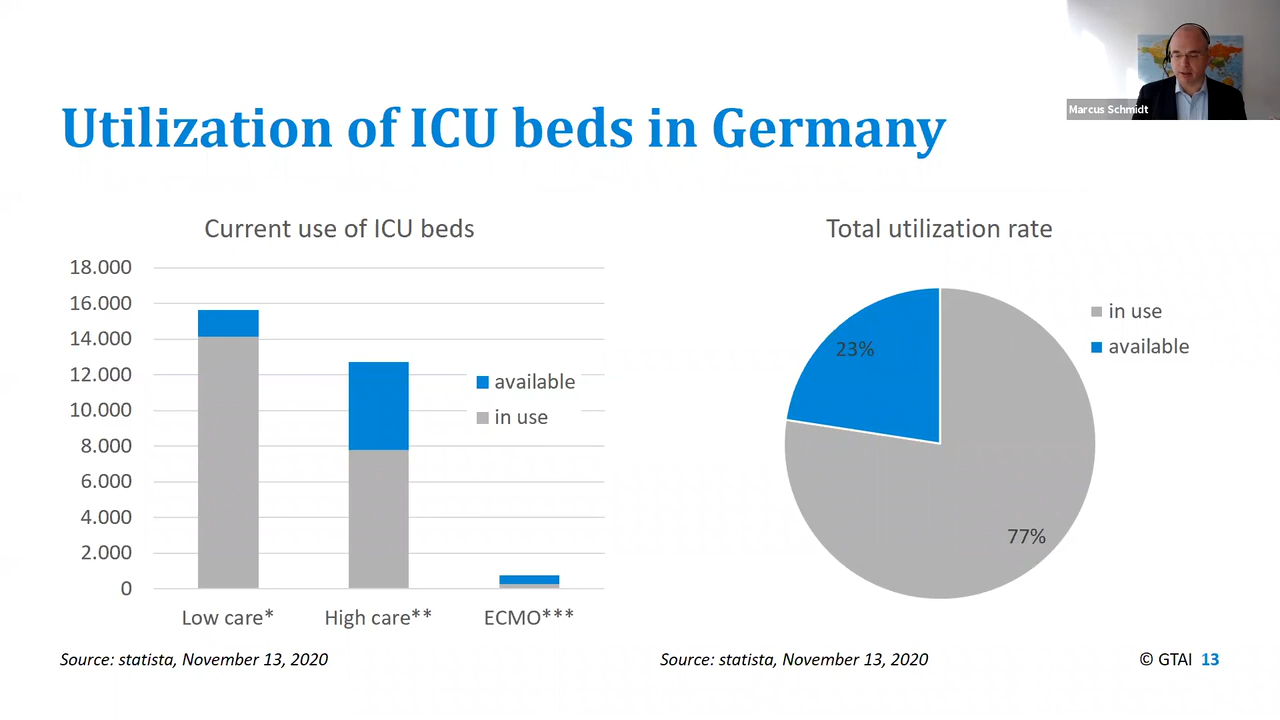 Marcus Schmidt
Utilization of ICU beds in Germany
Current use of ICU beds
18.000
16.000
14.000
12.000
10.000
8.000
6.000
4.000
2.000
0
available
in use
Low care*
High care**
ECMO***
Source: statista, November 13, 2020
Total utilization rate
in use
available
23%
77%
Source: statista, November 13, 2020
© GTAI 13